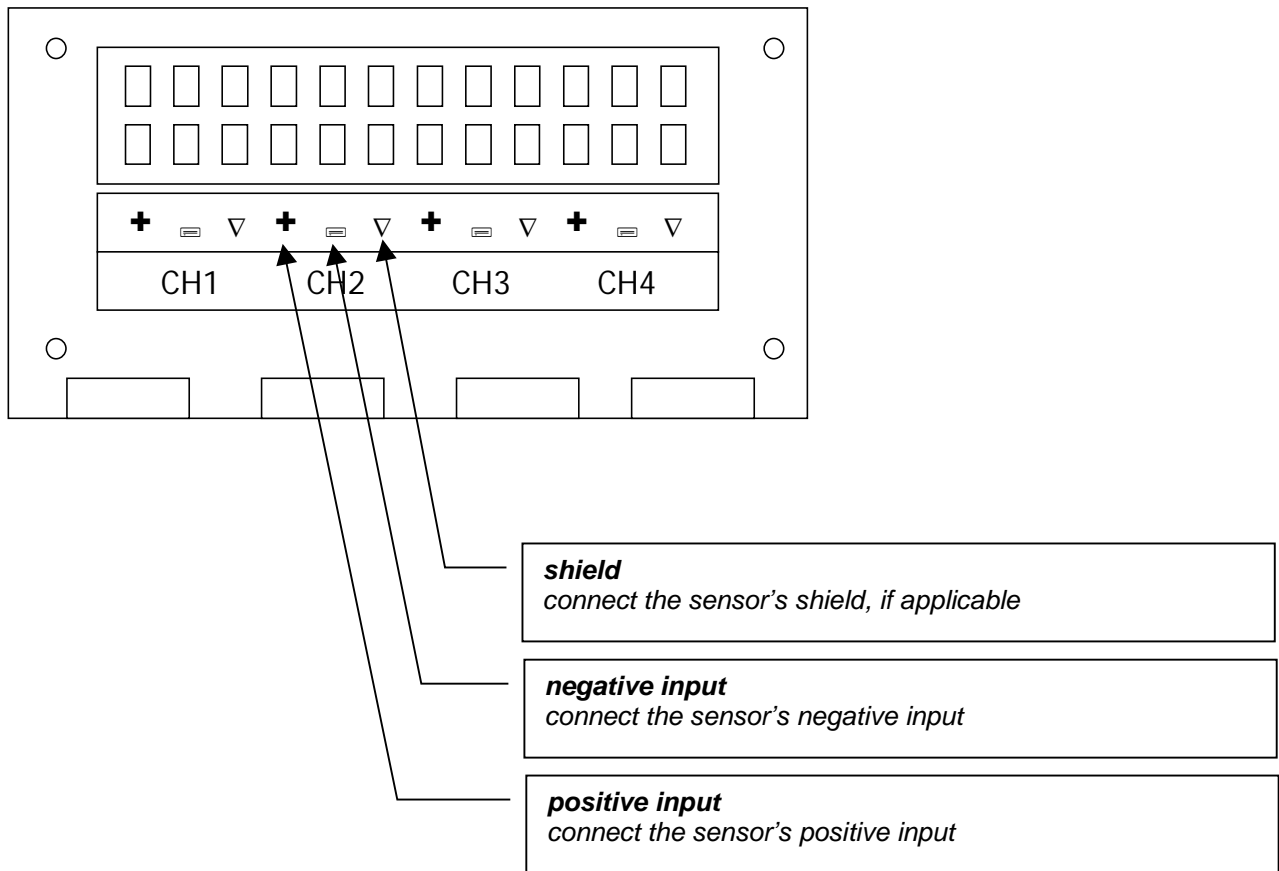 + − ∇ + − ∇ + − ∇ + − ∇
CH1 CH2 CH3 CH4
shield
connect the sensor’s shield, if applicable
negative input
connect the sensor’s negative input
positive input
connect the sensor’s positive input